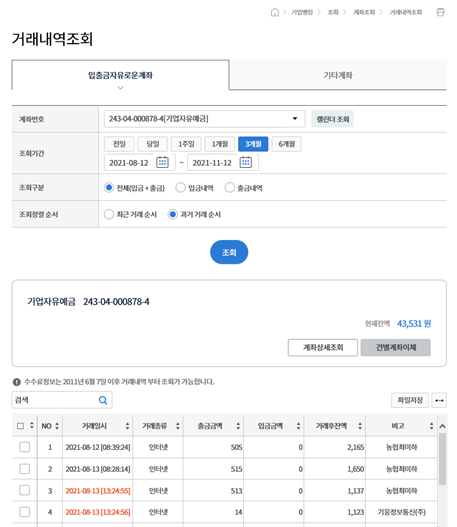 기업뱅킹 조회 계좌조회 거래내역조회
거래내역조회
입출금자유로운계좌 기타계좌
계좌번호 243-04-000878-4[기업자유예금] 캘린더 조회
조회기간 전일 당일 1주일 1개월 3개월 6개월
2021-08-12 ~ 2021-11-12
조회구분 전체(입금 + 출금) 입금내역 출금내역
조회정렬 순서 최근 거래 순서 과거 거래 순서
조회
기업자유예금 243-04-000878-4
현재잔액 43,531 원
계좌상세조회 건별계좌이체
수수료정보는 2011년 6월 7일 이후 거래내역 부터 조회가 가능합니다.
검색 파일저장
NO 거래일시 거래종류 출금금액 입금금액 거래후잔액 비고
1 2021-08-12 [08:39:24] 인터넷 505 0 2,165 농협최미하
2 2021-08-13 [08:28:14] 인터넷 515 0 1,650 농협최미하
3 2021-08-13 [13:24:55] 인터넷 513 0 1,137 농협최미하
4 2021-08-13 [13:24:56] 인터넷 14 0 1,123 기웅정보통신(주)